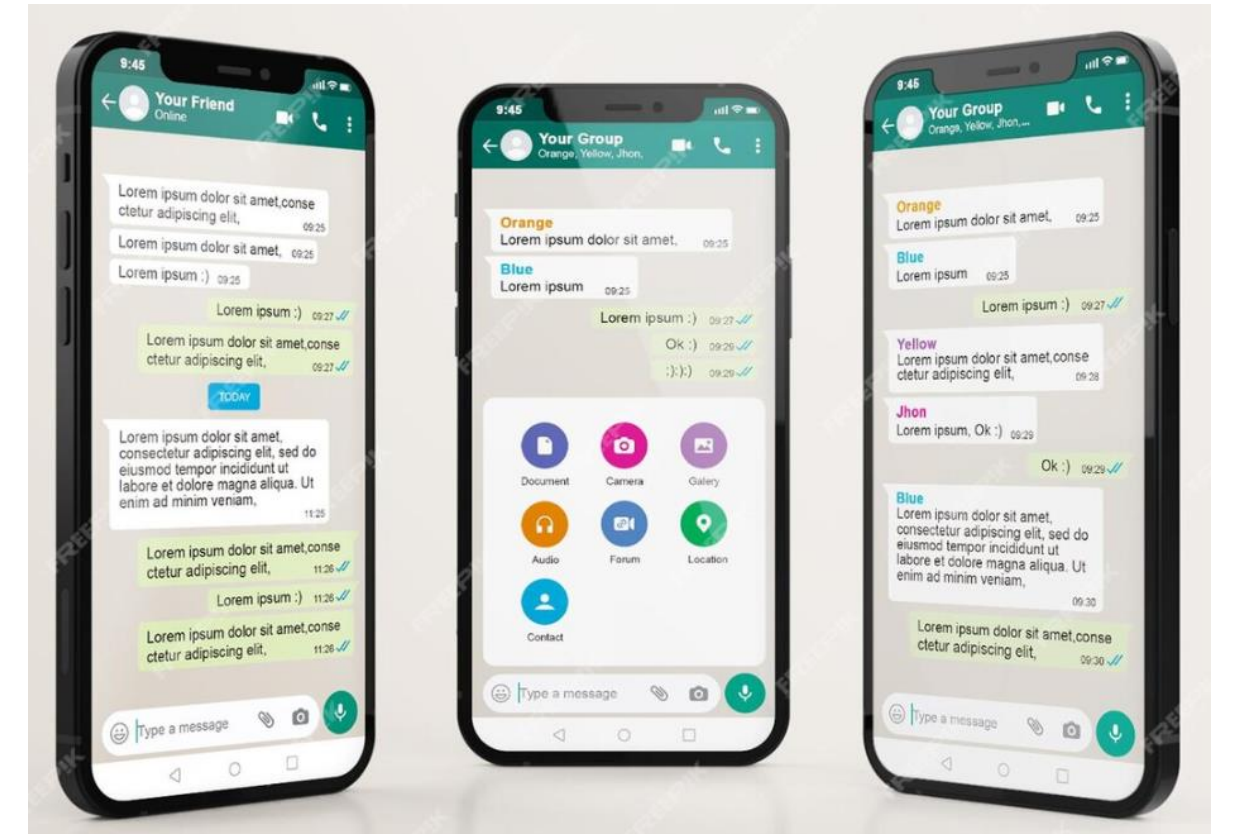 9:45
Your Friend
Online
Lorem ipsum dolor sit amet,conse
ctetur adipiscing elit,
09:25
Lorem ipsum dolor sit amet, 09:25
Lorem ipsum :) 09:25
Lorem ipsum :) 09:27
Lorem ipsum dolor sit amet,conse
ctetur adipiscing elit, 09:27
TODAY
Lorem ipsum dolor sit amet,
consectetur adipiscing elit, sed do
eiusmod tempor incididunt ut
labore et dolore magna aliqua. Ut
enim ad minim veniam,
11:25
Lorem ipsum dolor sit amet,conse
ctetur adipiscing elit, 11:26
Lorem ipsum :) 11:26
Lorem ipsum dolor sit amet,conse
ctetur adipiscing elit, 11:26
Type a message
9:45
Your Group
Orange, Yellow, Jhon,
Orange
Lorem ipsum dolor sit amet, 09:25
Blue
Lorem ipsum 09:25
Lorem ipsum :) 09:27
Ok :) 09:29
:):):) 09:29
Document Camera Galery
Audio Forum Location
Contact
Type a message
9:45
Your Group
Orange, Yellow, Jhon,...
Orange
Lorem ipsum dolor sit amet, 09:25
Blue
Lorem ipsum 09:25
Lorem ipsum :) 09:27
Yellow
Lorem ipsum dolor sit amet,conse
ctetur adipiscing elit, 09:28
Jhon
Lorem ipsum, Ok :) 09:29
Ok :) 09:29
Blue
Lorem ipsum dolor sit amet,
consectetur adipiscing elit, sed do
eiusmod tempor incididunt ut
labore et dolore magna aliqua. Ut
enim ad minim veniam,
09:30
Lorem ipsum dolor sit amet,conse
ctetur adipiscing elit, 09:30
Type a message
FREEPIK